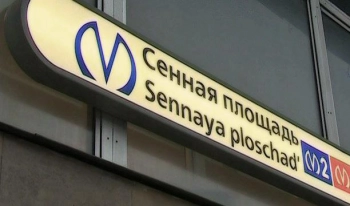 Сенная площадь
Sennaya ploschad'
2